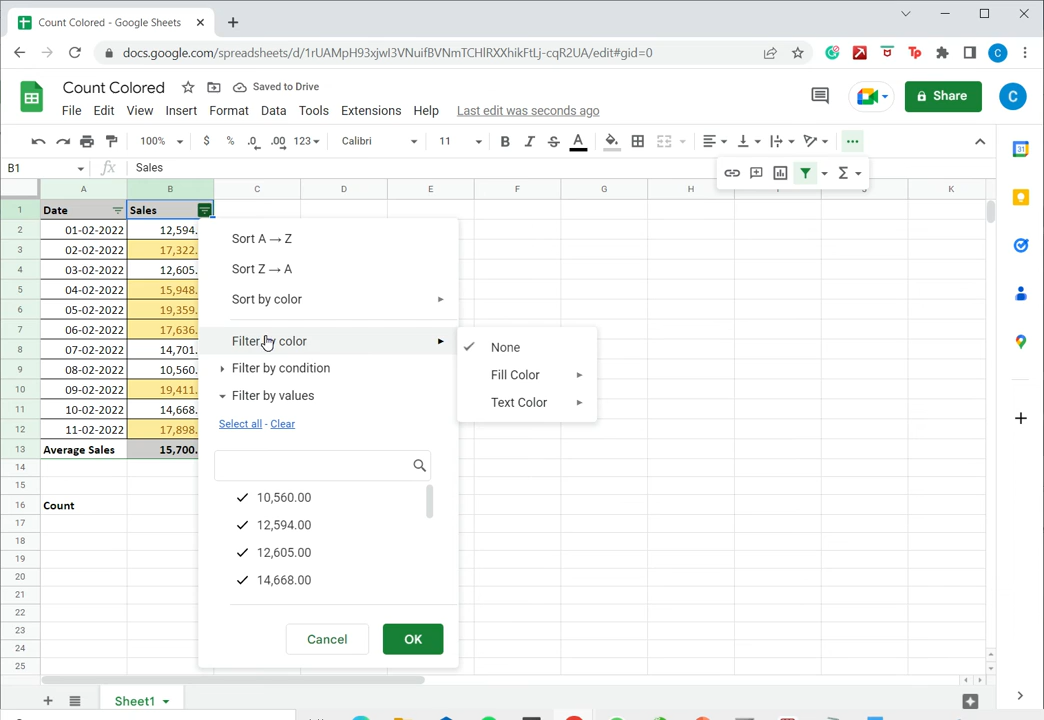 Count Colored - Google Sheets
docs.google.com/spreadsheets/d/1rUAMpH93xjwI3VNuifBVNmTCHlRXXhikFtLj-cqR2UA/edit#gid=0
Count Colored
Saved to Drive
File Edit View Insert Format Data Tools Extensions Help Last edit was seconds ago
Share
C
C
100% $ % .0 .00 123 Calibri 11 B I S A
B1 fx Sales
A B C D E F G H I J K
1 Date Sales
2 01-02-2022 12,594.
3 02-02-2022 17,322.
4 03-02-2022 12,605.
5 04-02-2022 15,948.
6 05-02-2022 19,359.
7 06-02-2022 17,636.
8 07-02-2022 14,701.
9 08-02-2022 10,560.
10 09-02-2022 19,411.
11 10-02-2022 14,668.
12 11-02-2022 17,898.
13 Average Sales 15,700.
14
15
16 Count
17
18
19
20
21
22
23
24
25
Sort A → Z
Sort Z → A
Sort by color
Filter by color
Filter by condition
Filter by values
Select all - Clear
10,560.00
12,594.00
12,605.00
14,668.00
Cancel OK
None
Fill Color
Text Color
Sheet1